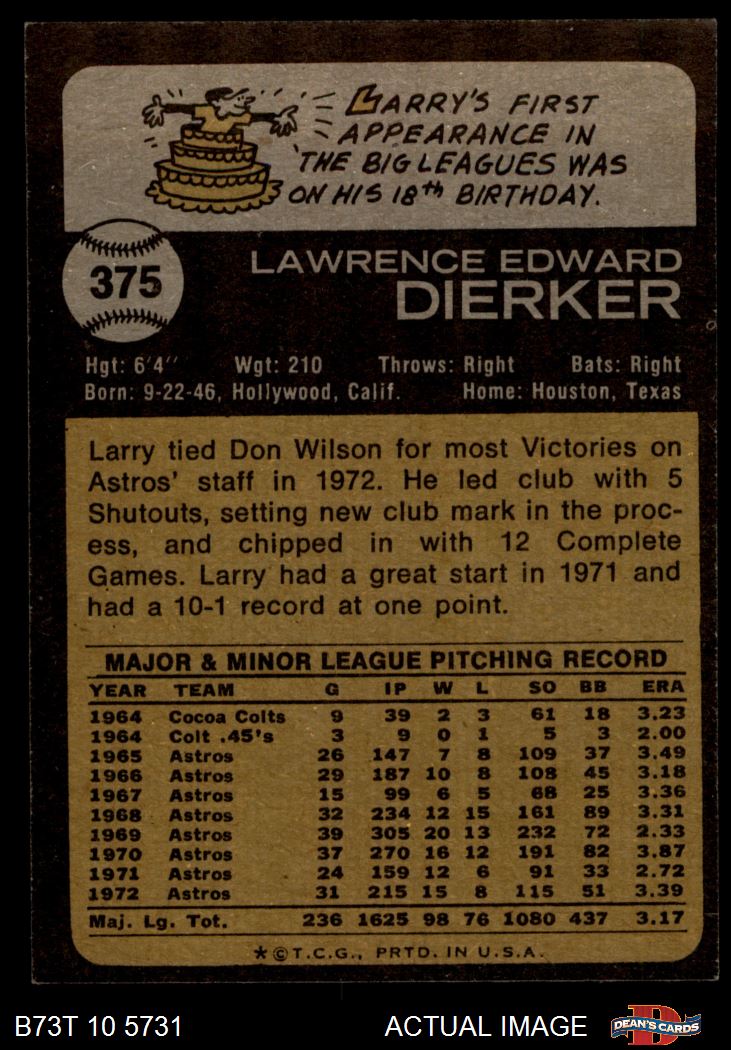 LARRY'S FIRST
APPEARANCE IN
THE BIG LEAGUES WAS
ON HIS 18th BIRTHDAY.
375
LAWRENCE EDWARD
DIERKER
Hgt: 6'4" Wgt: 210 Throws: Right Bats: Right
Born: 9-22-46, Hollywood, Calif. Home: Houston, Texas
Larry tied Don Wilson for most Victories on
Astros' staff in 1972. He led club with 5
Shutouts, setting new club mark in the proc-
ess, and chipped in with 12 Complete
Games. Larry had a great start in 1971 and
had a 10-1 record at one point.
MAJOR & MINOR LEAGUE PITCHING RECORD
YEAR TEAM G IP W L SO BB ERA
1964 Cocoa Colts 9 39 2 3 61 18 3.23
1964 Colt .45's 3 9 0 1 5 3 2.00
1965 Astros 26 147 7 8 109 37 3.49
1966 Astros 29 187 10 8 108 45 3.18
1967 Astros 15 99 6 5 68 25 3.36
1968 Astros 32 234 12 15 161 89 3.31
1969 Astros 39 305 20 13 232 72 2.33
1970 Astros 37 270 16 12 191 82 3.87
1971 Astros 24 159 12 6 91 33 2.72
1972 Astros 31 215 15 8 115 51 3.39
Maj. Lg. Tot. 236 1625 98 76 1080 437 3.17
*©T.C.G., PRTD. IN U.S.A.
B73T 10 5731 ACTUAL IMAGE DEAN'S CARDS